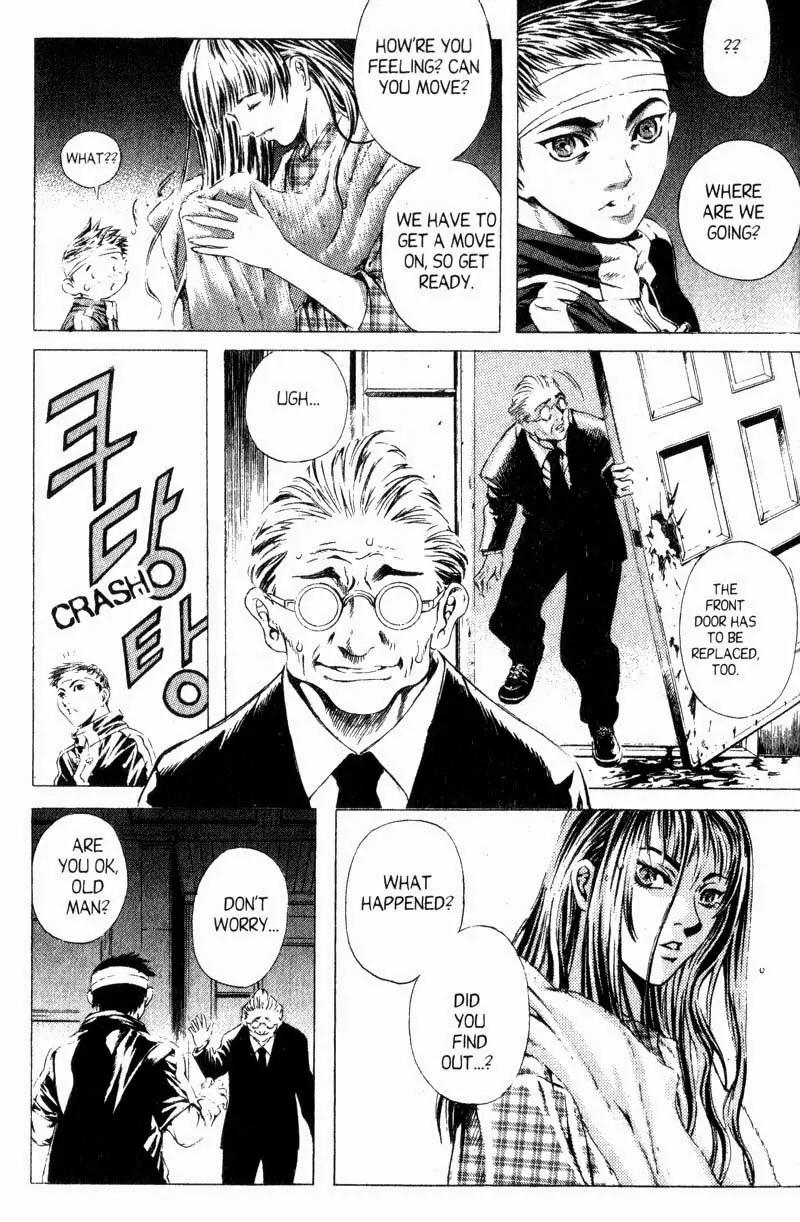 HOW'RE YOU
FEELING? CAN
YOU MOVE?
WHAT??
WE HAVE TO
GET A MOVE
ON, SO GET
READY.
??
WHERE
ARE WE
GOING?
쿠
당
탕
CRASH
UGH...
THE
FRONT
DOOR HAS
TO BE
REPLACED,
TOO.
ARE
YOU OK,
OLD
MAN?
DON'T
WORRY...
WHAT
HAPPENED?
DID
YOU
FIND
OUT...?